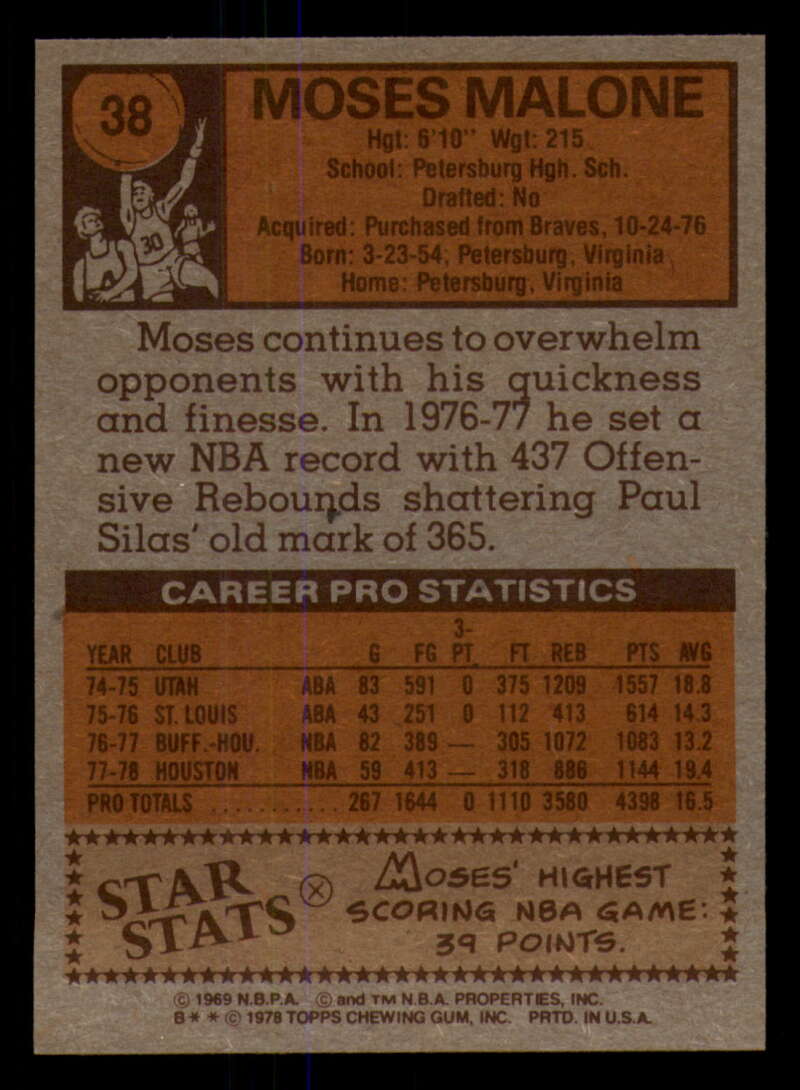 38
MOSES MALONE
Hgt: 6'10" Wgt: 215
School: Petersburg Hgh. Sch.
Drafted: No
Acquired: Purchased from Braves, 10-24-76
Born: 3-23-54, Petersburg, Virginia
Home: Petersburg, Virginia
30
Moses continues to overwhelm
opponents with his quickness
and finesse. In 1976-77 he set a
new NBA record with 437 Offen-
sive Rebounds shattering Paul
Silas' old mark of 365.
CAREER PRO STATISTICS
YEAR CLUB G FG 3-PT. FT REB PTS AVG
74-75 UTAH ABA 83 591 0 375 1209 1557 18.8
75-76 ST. LOUIS ABA 43 251 0 112 413 614 14.3
76-77 BUFF.-HOU. NBA 82 389 — 305 1072 1083 13.2
77-78 HOUSTON NBA 59 413 — 318 886 1144 19.4
PRO TOTALS ............ 267 1644 0 1110 3580 4398 16.5
STAR
STATS
MOSES' HIGHEST
SCORING NBA GAME:
39 POINTS.
© 1969 N.B.P.A. © and TM N.B.A. PROPERTIES, INC.
B* * © 1978 TOPPS CHEWING GUM, INC. PRTD. IN U.S.A.